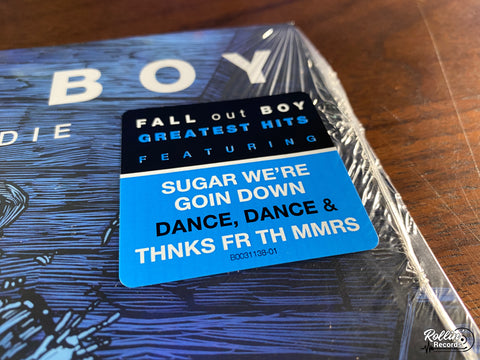 BOY
DIE
FALL out BOY
GREATEST HITS
FEATURING
SUGAR WE'RE
GOIN DOWN
DANCE, DANCE &
THNKS FR TH MMRS
B0031138-01
Rollin'
Records